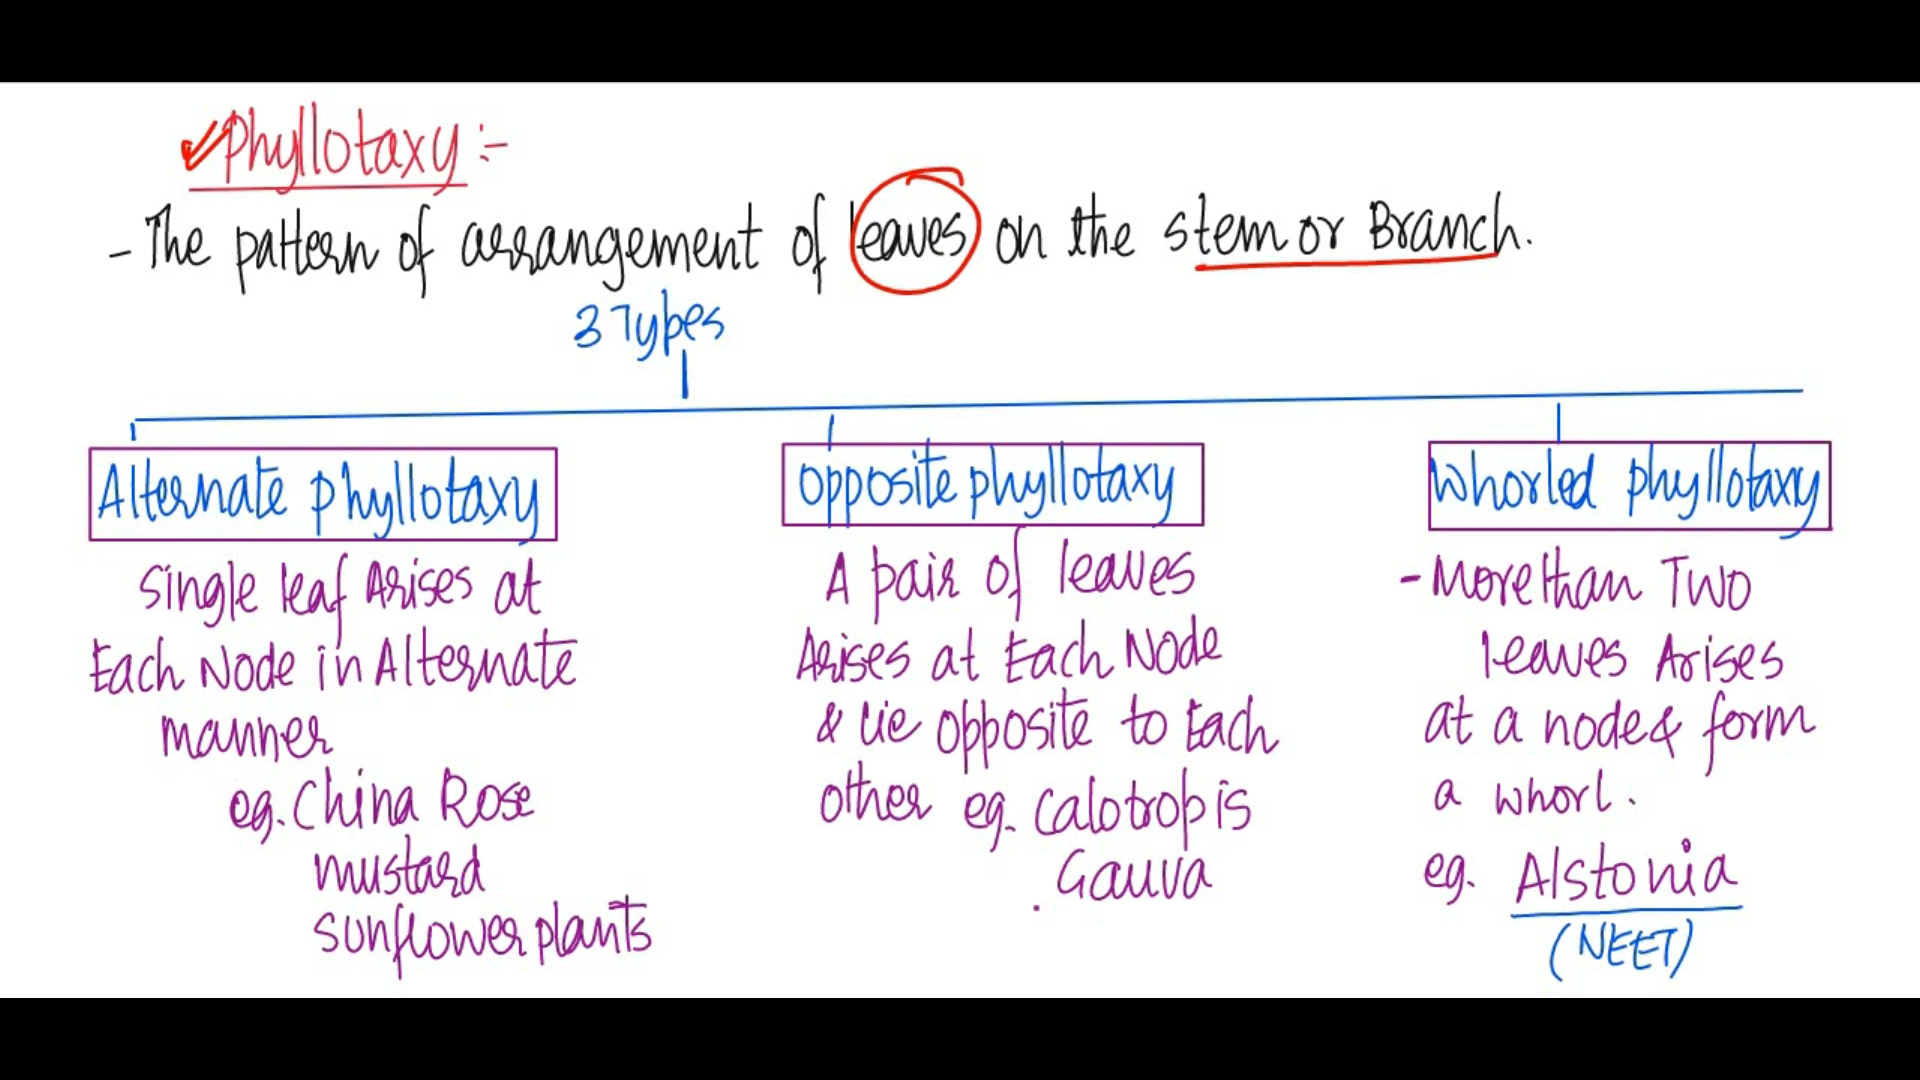 Phyllotaxy :-
- The pattern of arrangement of leaves on the stem or Branch.
3 Types
Alternate phyllotaxy
single leaf Arises at
Each Node in Alternate
manner
eg. China Rose
mustard
sunflower plants
opposite phyllotaxy
A pair of leaves
Arises at Each Node
& lie opposite to Each
other eg. calotropis
Gauva
Whorled phyllotaxy
- More than Two
leaves Arises
at a node & form
a whorl.
eg. Alstonia
(NEET)